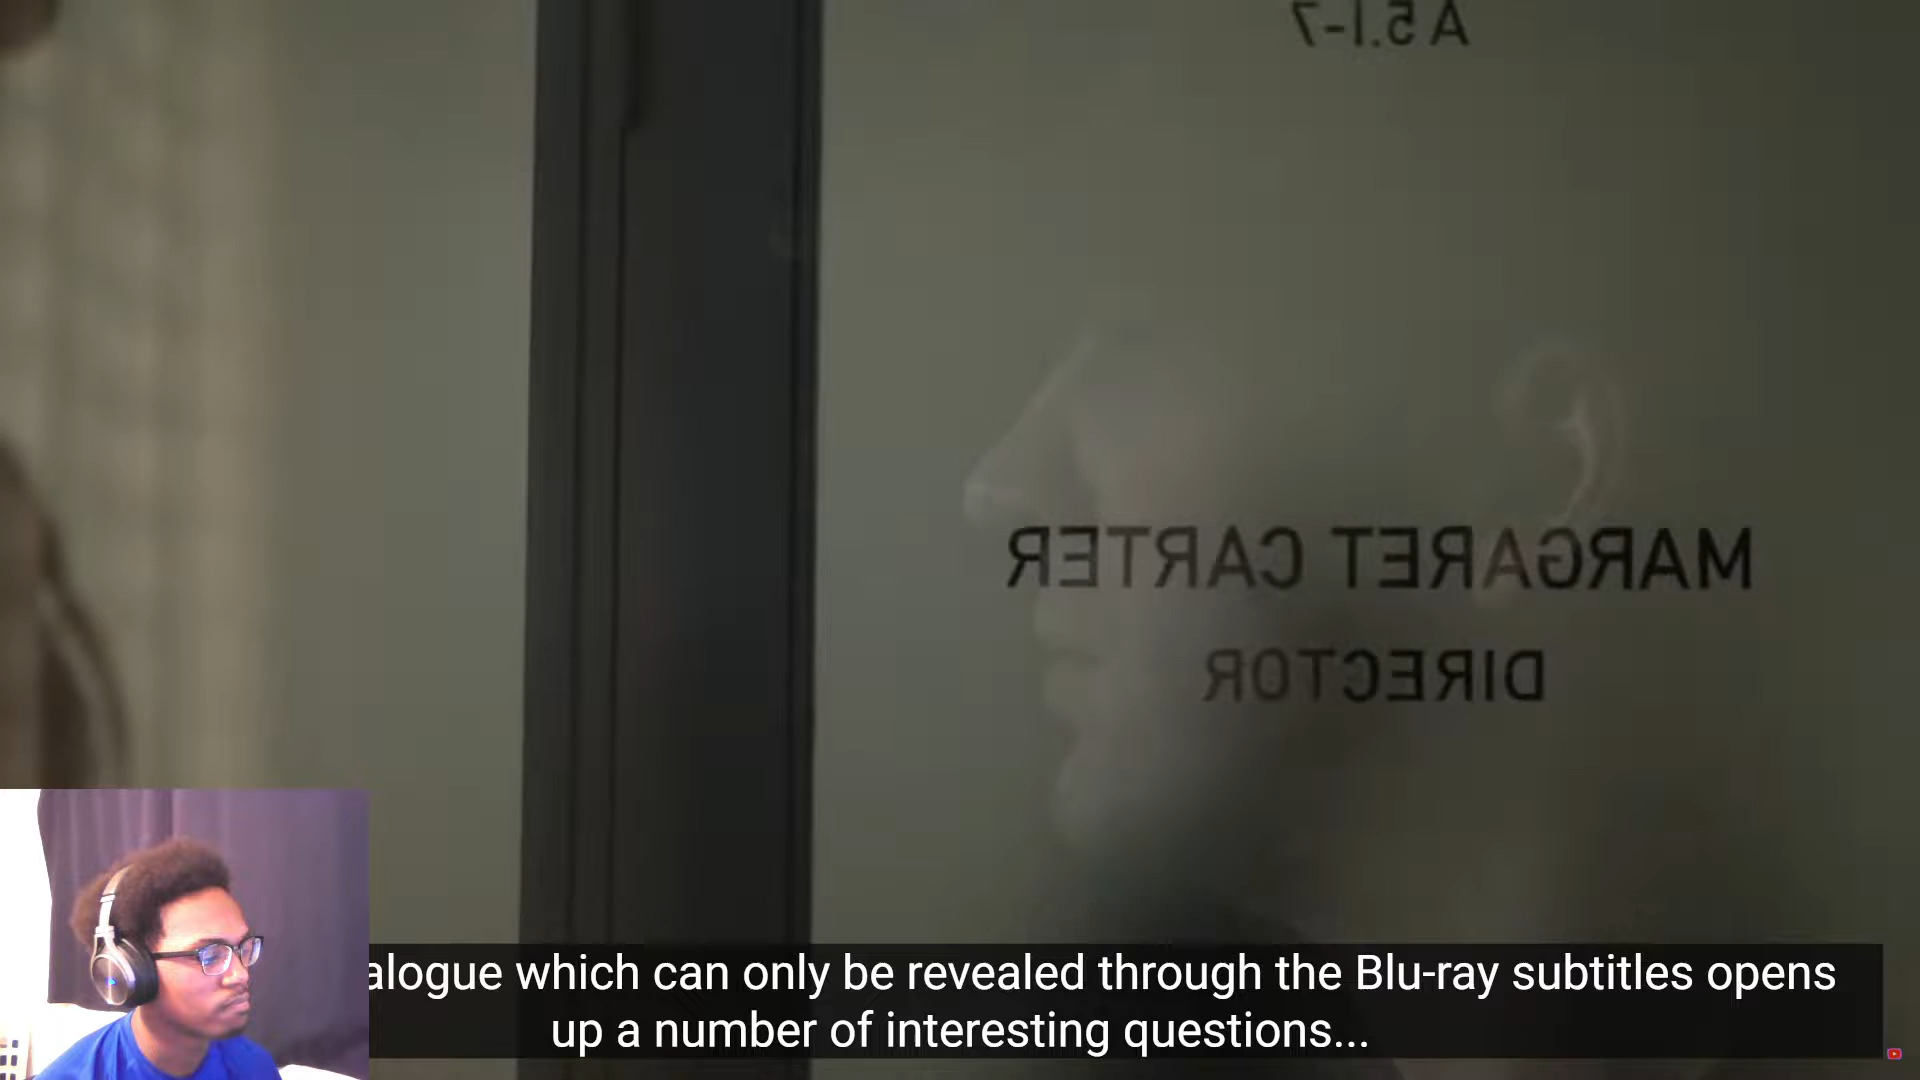 A 5.1-7
MARGARET CARTER
DIRECTOR
alogue which can only be revealed through the Blu-ray subtitles opens
up a number of interesting questions...